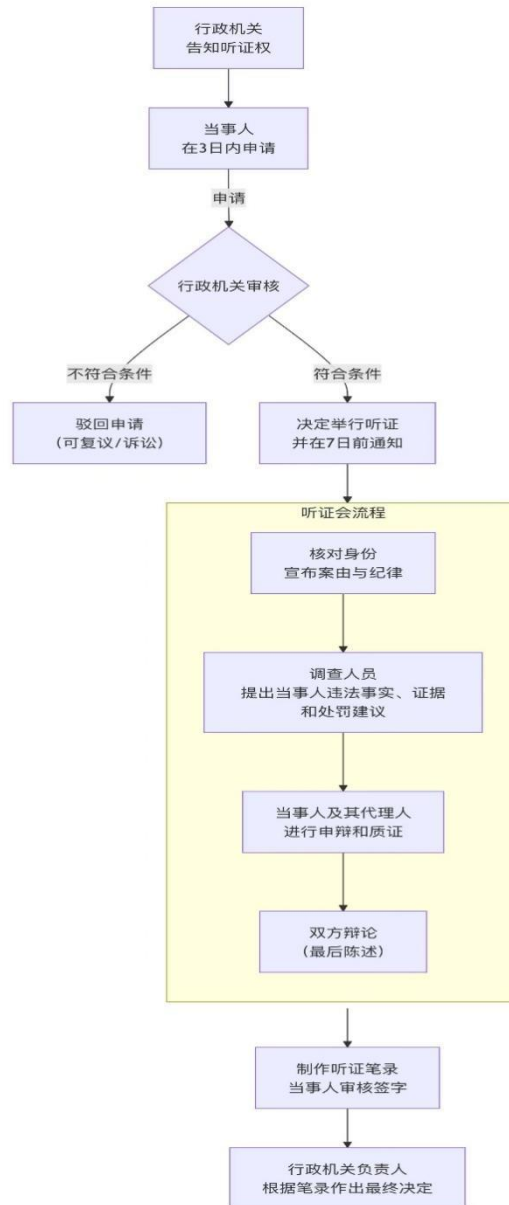 行政机关
告知听证权
当事人
在3日内申请
申请
行政机关审核
不符合条件
符合条件
驳回申请
(可复议/诉讼)
决定举行听证
并在7日前通知
听证会流程
核对身份
宣布案由与纪律
调查人员
提出当事人违法事实、证据
和处罚建议
当事人及其代理人
进行申辩和质证
双方辩论
(最后陈述)
制作听证笔录
当事人审核签字
行政机关负责人
根据笔录作出最终决定